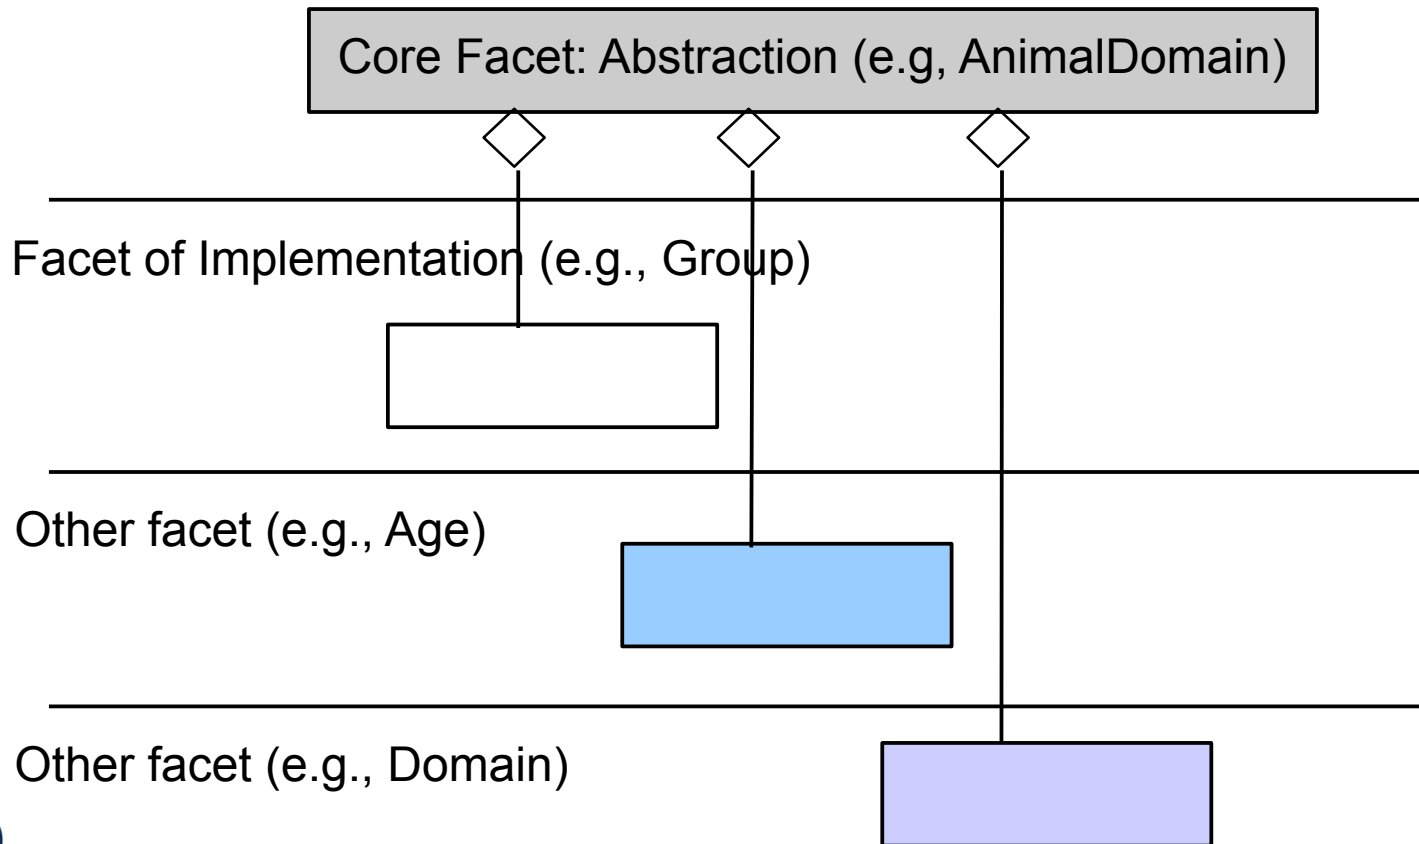 Core Facet: Abstraction (e.g, AnimalDomain)
Facet of Implementation (e.g., Group)
Other facet (e.g., Age)
Other facet (e.g., Domain)